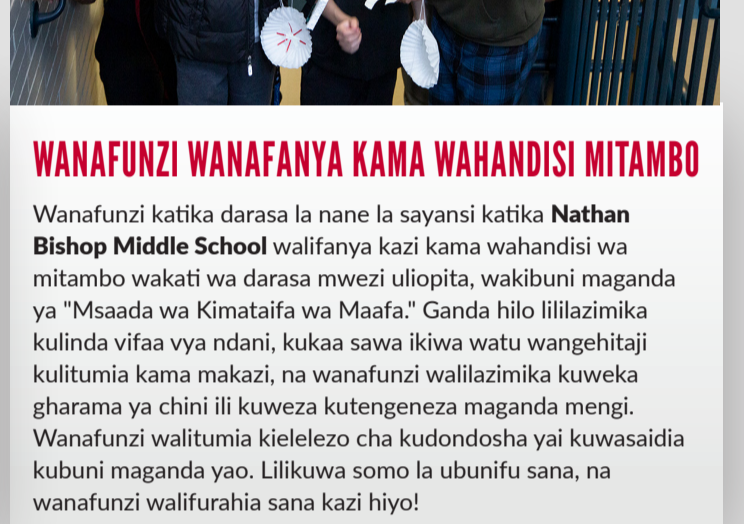 WANAFUNZI WANAFANYA KAMA WAHANDISI MITAMBO
Wanafunzi katika darasa la nane la sayansi katika Nathan
Bishop Middle School walifanya kazi kama wahandisi wa
mitambo wakati wa darasa mwezi uliopita, wakibuni maganda
ya "Msaada wa Kimataifa wa Maafa." Ganda hilo lililazimika
kulinda vifaa vya ndani, kukaa sawa ikiwa watu wangehitaji
kulitumia kama makazi, na wanafunzi walilazimika kuweka
gharama ya chini ili kuweza kutengeneza maganda mengi.
Wanafunzi walitumia kielelezo cha kudondosha yai kuwasaidia
kubuni maganda yao. Lilikuwa somo la ubunifu sana, na
wanafunzi walifurahia sana kazi hiyo!